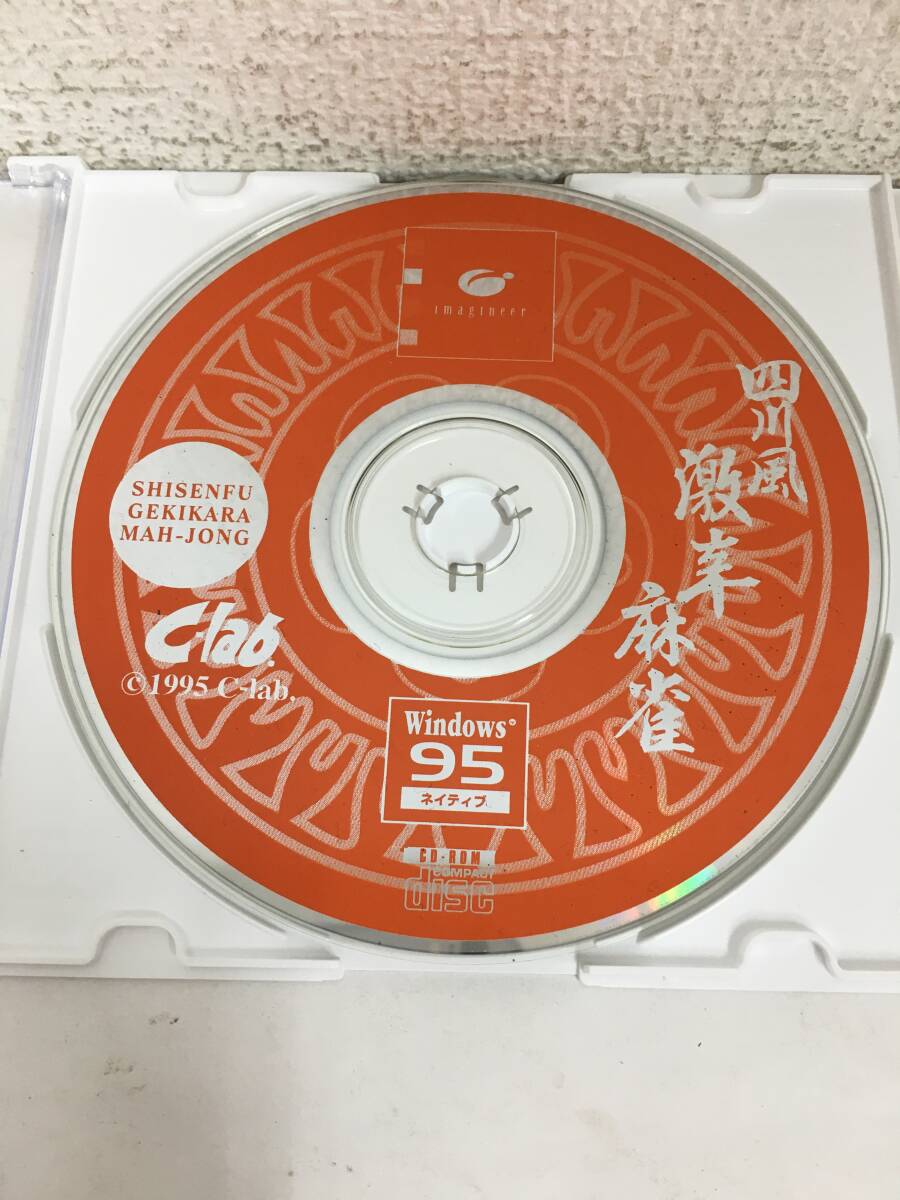 imagineer
四川風
激辛
麻雀
SHISENFU
GEKIKARA
MAH-JONG
C-lab.
©1995 C-lab.
Windows®
95
ネイティブ
CD-ROM
COMPACT
disc